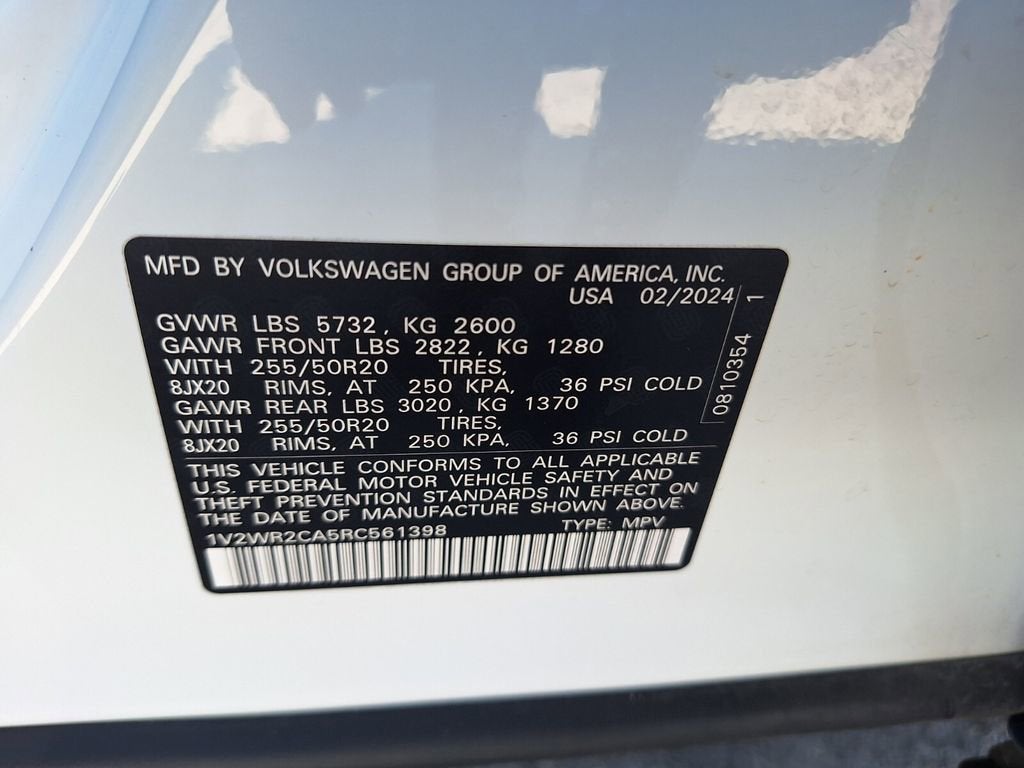 MFD BY VOLKSWAGEN GROUP OF AMERICA, INC.
USA 02/2024
GVWR LBS 5732, KG 2600
GAWR FRONT LBS 2822, KG 1280
WITH 255/50R20 TIRES,
8JX20 RIMS, AT 250 KPA, 36 PSI COLD
GAWR REAR LBS 3020, KG 1370
WITH 255/50R20 TIRES,
8JX20 RIMS, AT 250 KPA, 36 PSI COLD
THIS VEHICLE CONFORMS TO ALL APPLICABLE
U.S. FEDERAL MOTOR VEHICLE SAFETY AND
THEFT PREVENTION STANDARDS IN EFFECT ON
THE DATE OF MANUFACTURE SHOWN ABOVE.
1V2WR2CA5RC561398 TYPE: MPV
0810354 1